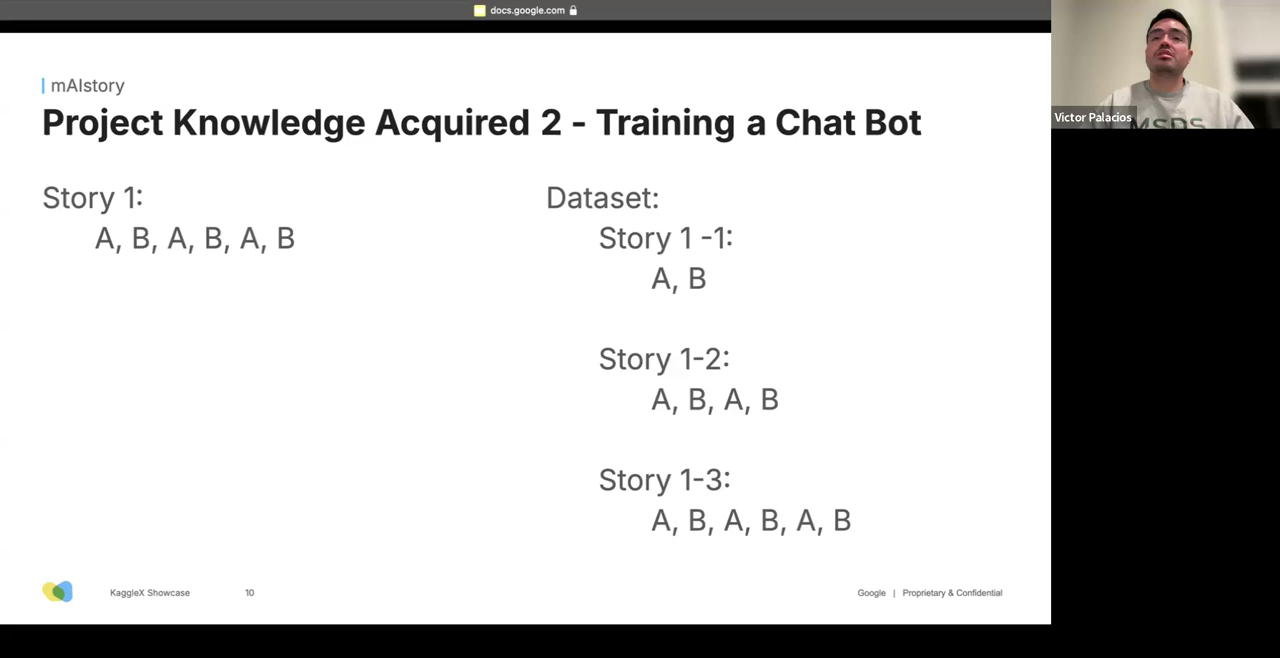 docs.google.com
mAIstory
Project Knowledge Acquired 2 - Training a Chat Bot
Story 1:
A, B, A, B, A, B
Dataset:
Story 1 -1:
A, B
Story 1-2:
A, B, A, B
Story 1-3:
A, B, A, B, A, B
KaggleX Showcase
10
Google | Proprietary & Confidential
MSDS
Victor Palacios